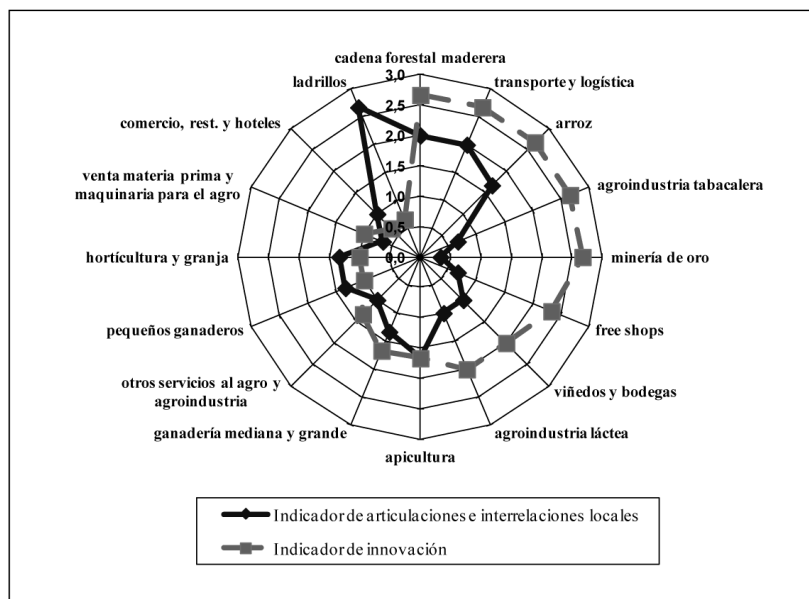 cadena forestal maderera
3,0
ladrillos
transporte y logística
2,5
comercio, rest. y hoteles
arroz
2,0
1,5
venta materia prima y
maquinaria para el agro
agroindustria tabacalera
1,0
0,5
hortícultura y granja
0,0
minería de oro
pequeños ganaderos
free shops
otros servicios al agro y
agroindustria
viñedos y bodegas
ganadería mediana y grande
agroindustria láctea
apicultura
Indicador de articulaciones e interrelaciones locales
Indicador de innovación